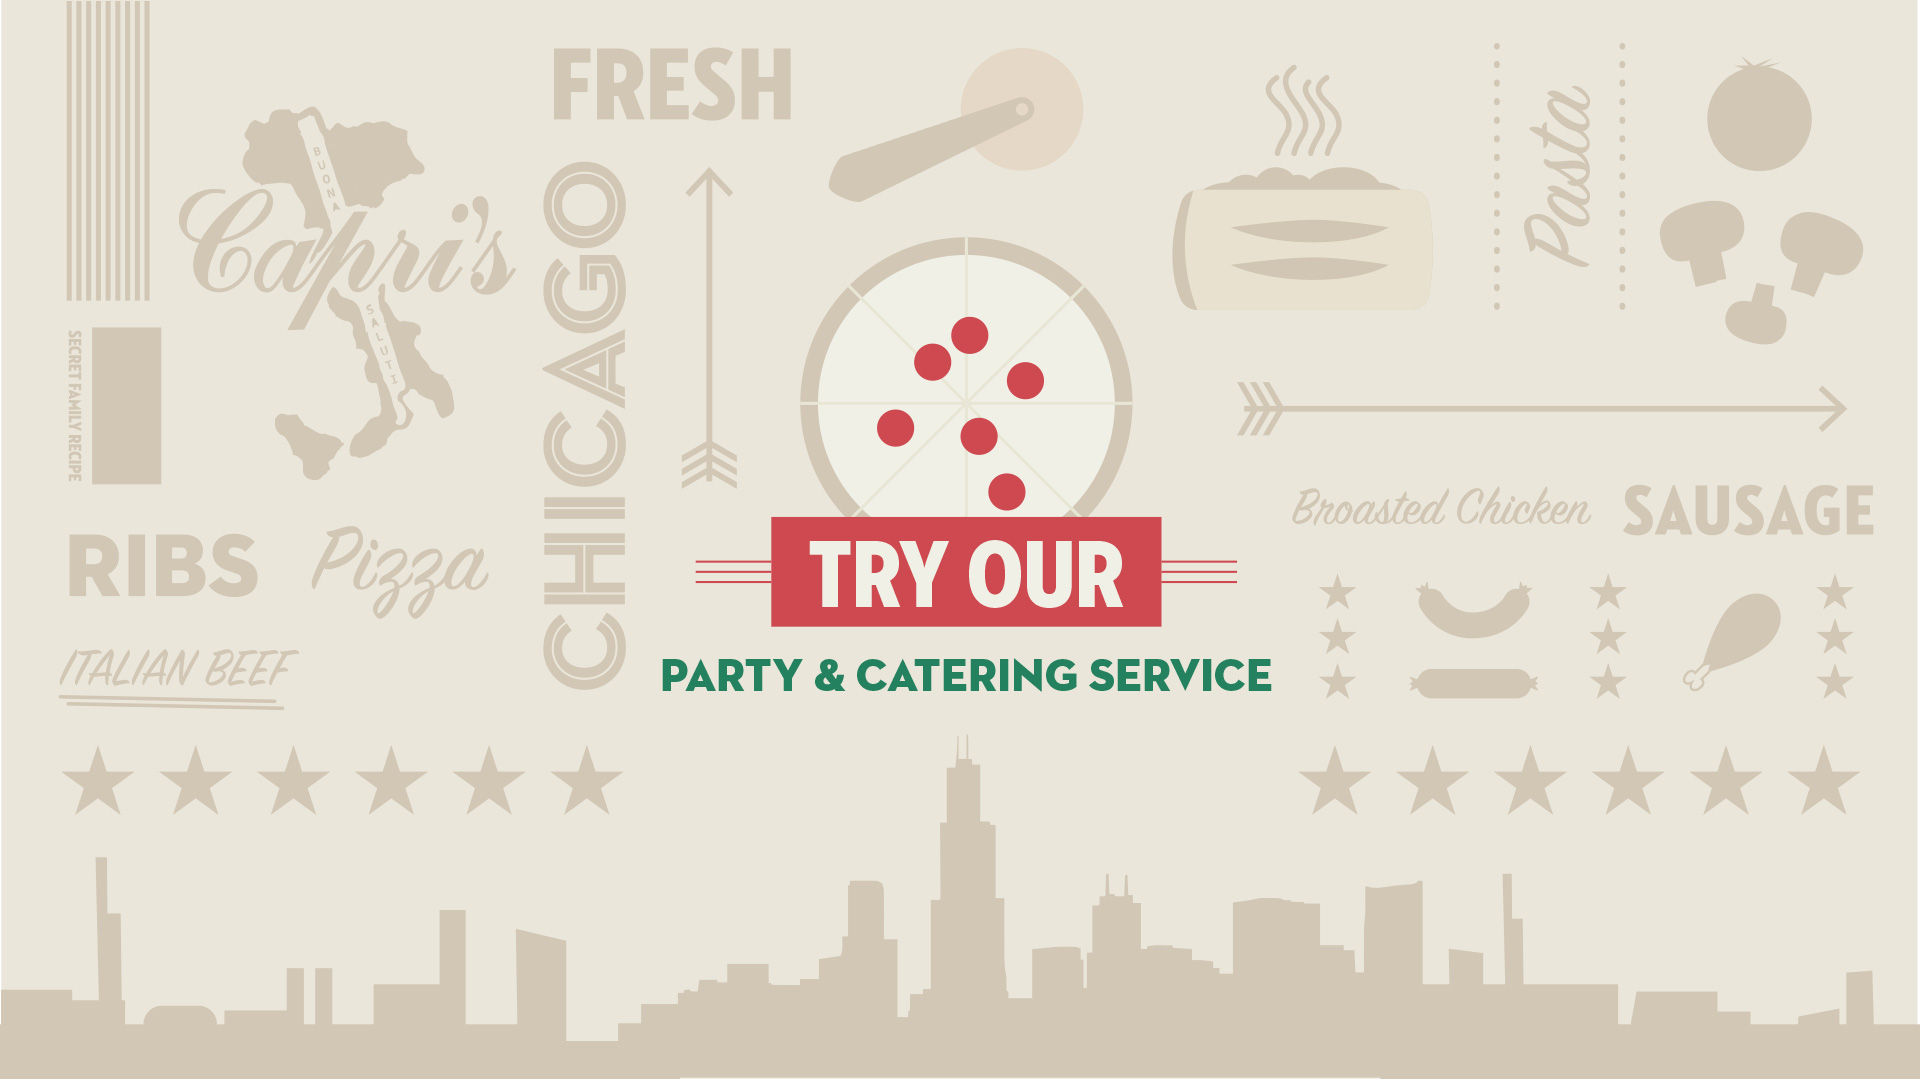 FRESH
BUONA
Capri's
SALUTI
SECRET FAMILY RECIPE
CHICAGO
Pasta
RIBS
Pizza
ITALIAN BEEF
Broasted Chicken
SAUSAGE
TRY OUR
PARTY & CATERING SERVICE